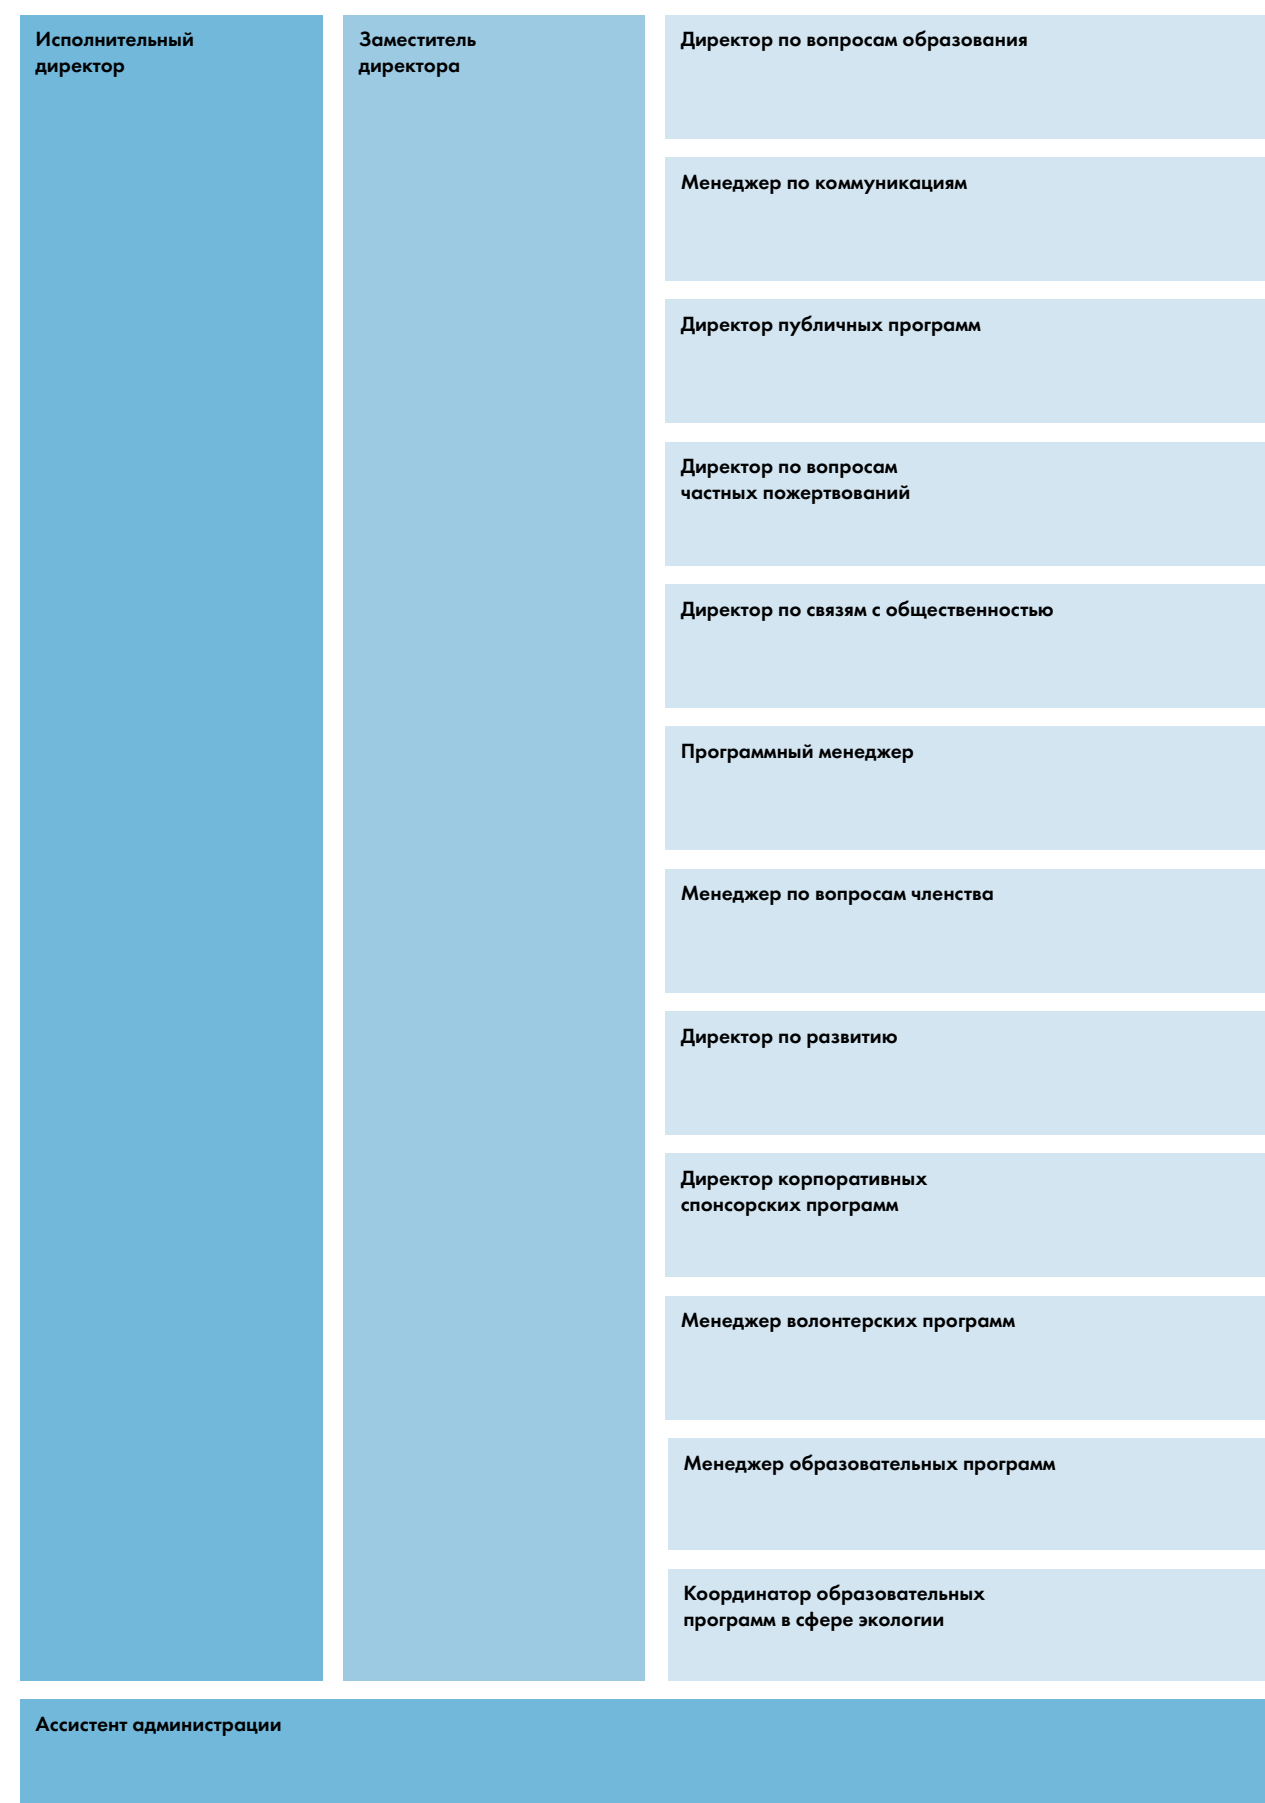 Исполнительный
директор
Заместитель
директора
Директор по вопросам образования
Менеджер по коммуникациям
Директор публичных программ
Директор по вопросам
частных пожертвований
Директор по связям с общественностью
Программный менеджер
Менеджер по вопросам членства
Директор по развитию
Директор корпоративных
спонсорских программ
Менеджер волонтерских программ
Менеджер образовательных программ
Координатор образовательных
программ в сфере экологии
Ассистент администрации